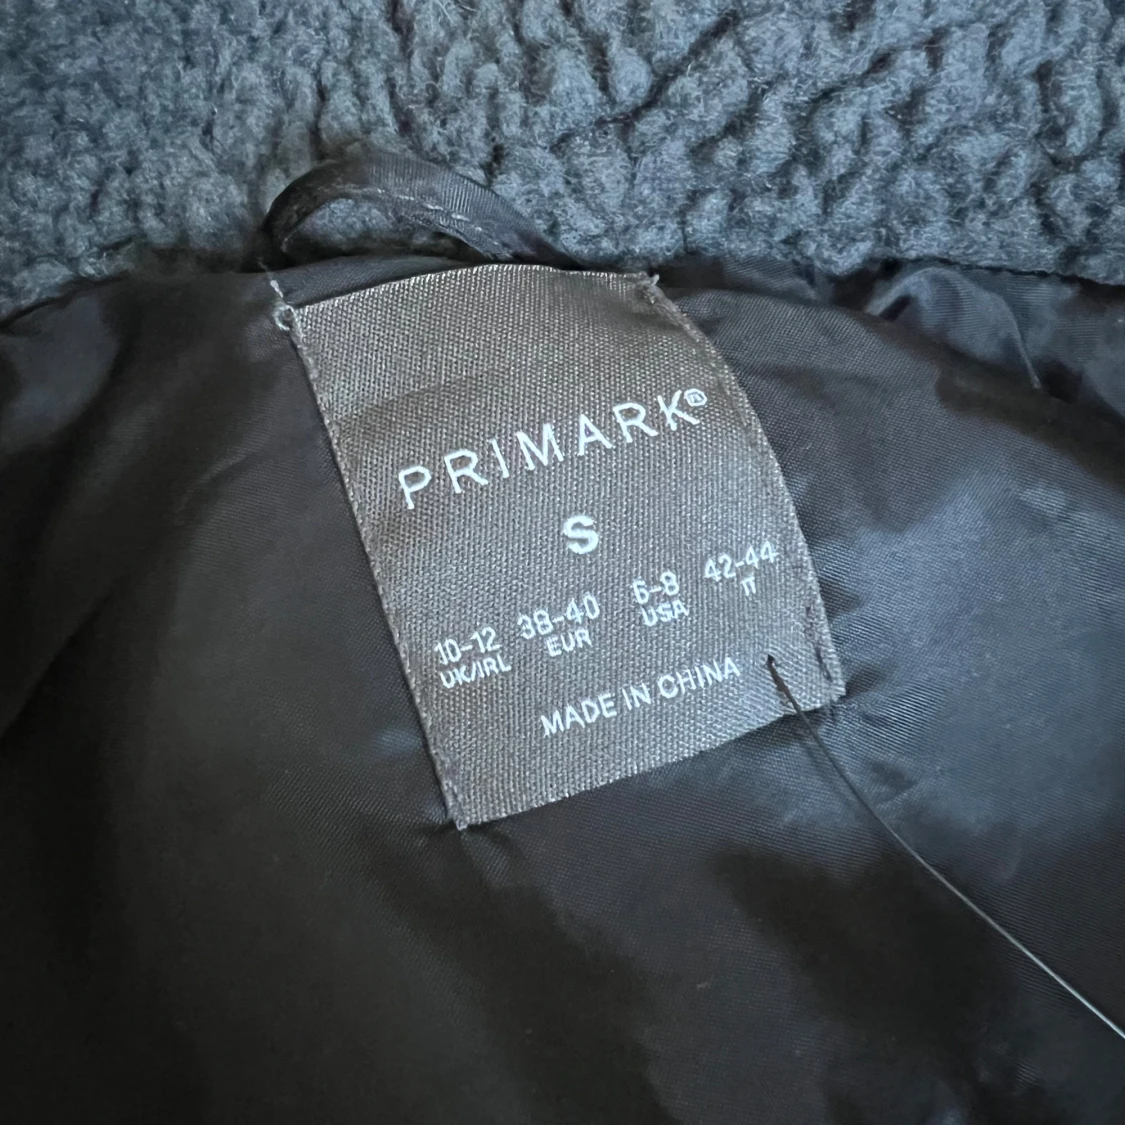 PRIMARK®
S
10-12 38-40 6-8 42-44
UK/IRL EUR USA IT
MADE IN CHINA